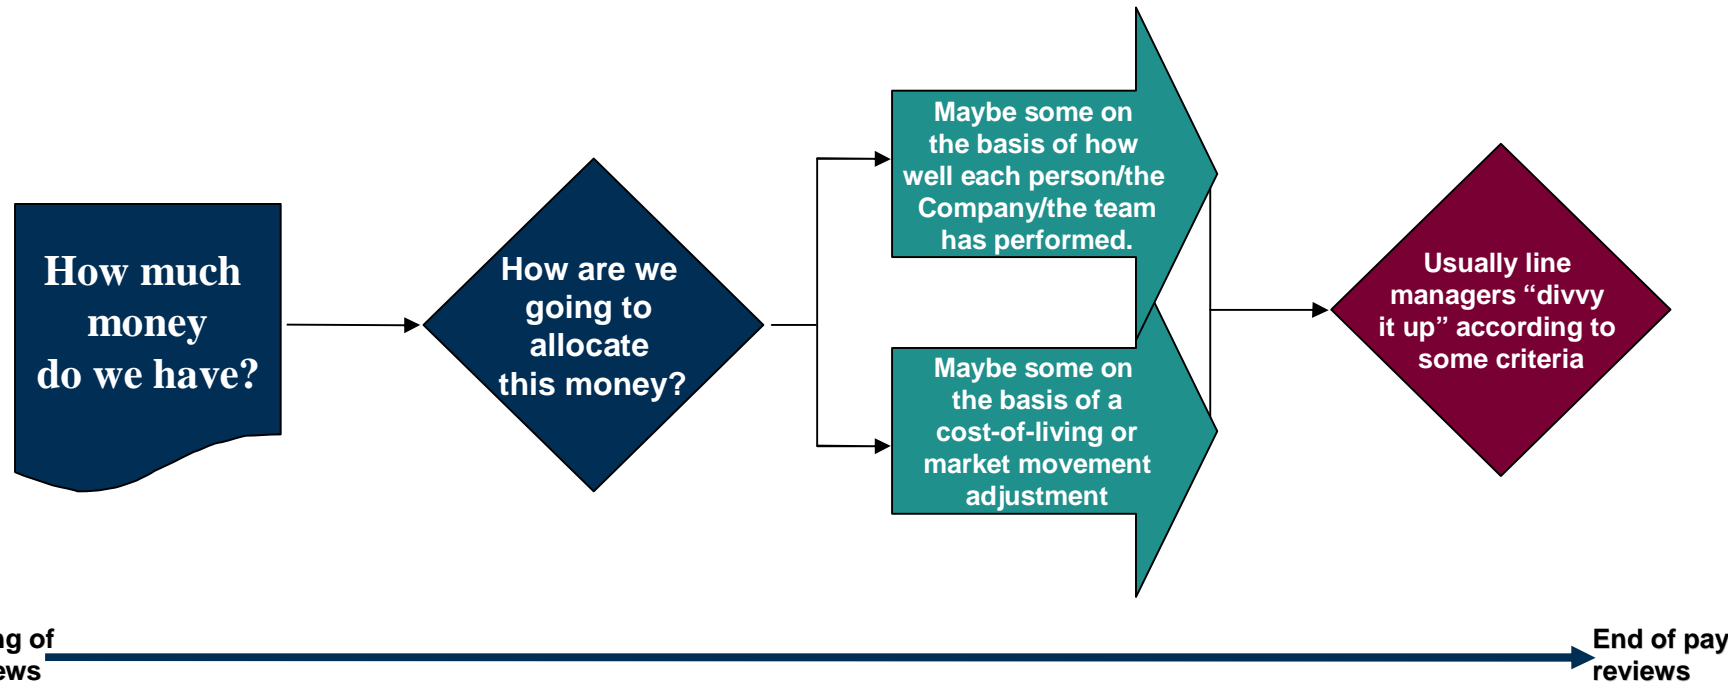 How much
money
do we have?
How are we
going to
allocate
this money?
Maybe some on
the basis of how
well each person/the
Company/the team
has performed.
Maybe some on
the basis of a
cost-of-living or
market movement
adjustment
Usually line
managers “divvy
it up” according to
some criteria
of
End of pay
reviews